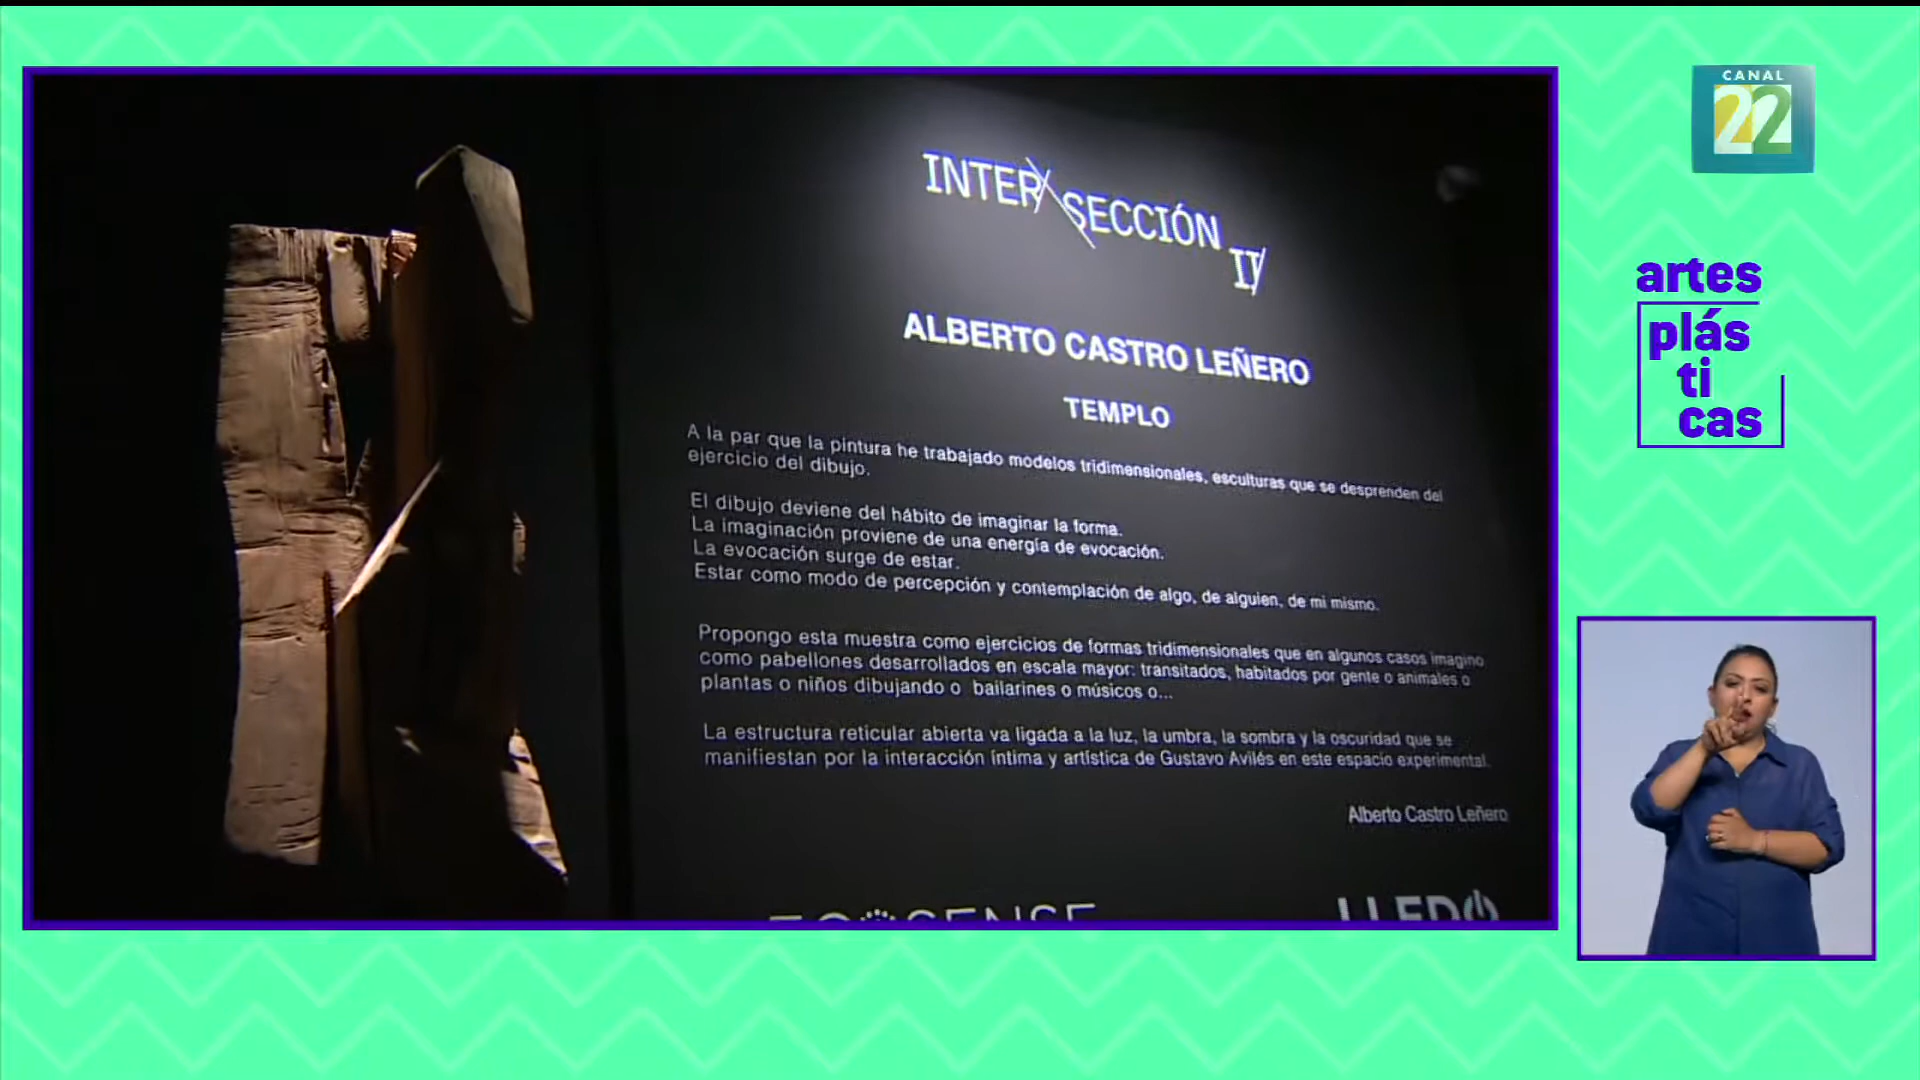 CANAL
22
artes
plás
ti
cas
INTER SECCIÓN
II
ALBERTO CASTRO LEÑERO
TEMPLO
A la par que la pintura he trabajado modelos tridimensionales, esculturas que se desprenden del
ejercicio del dibujo.
El dibujo deviene del hábito de imaginar la forma.
La imaginación proviene de una energía de evocación.
La evocación surge de estar.
Estar como modo de percepción y contemplación de algo, de alguien, de mi mismo.
Propongo esta muestra como ejercicios de formas tridimensionales que en algunos casos imagino
como pabellones desarrollados en escala mayor: transitados, habitados por gente o animales o
plantas o niños dibujando o bailarines o músicos o...
La estructura reticular abierta va ligada a la luz, la umbra, la sombra y la oscuridad que se
manifiestan por la interacción íntima y artística de Gustavo Avilés en este espacio experimental.
Alberto Castro Leñero
LLEDÓ